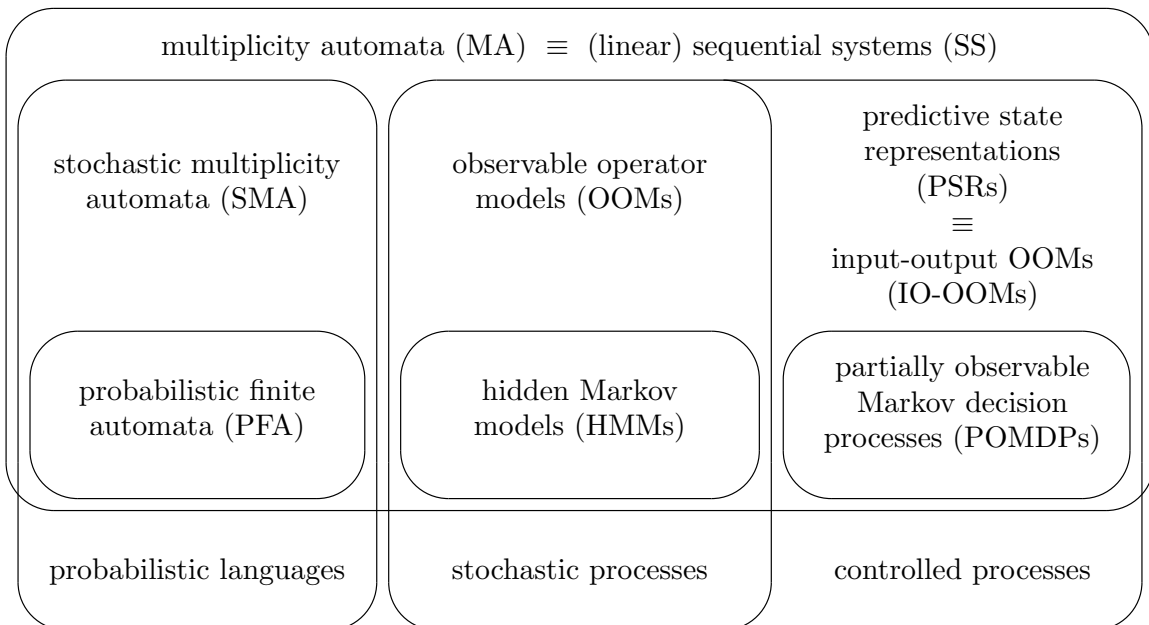 multiplicity automata (MA) ≡ (linear) sequential systems (SS)
stochastic multiplicity
automata (SMA)
observable operator
models (OOMs)
predictive state
representations
(PSRs)
≡
input-output OOMs
(IO-OOMs)
probabilistic finite
automata (PFA)
hidden Markov
models (HMMs)
partially observable
Markov decision
processes (POMDPs)
probabilistic languages
stochastic processes
controlled processes